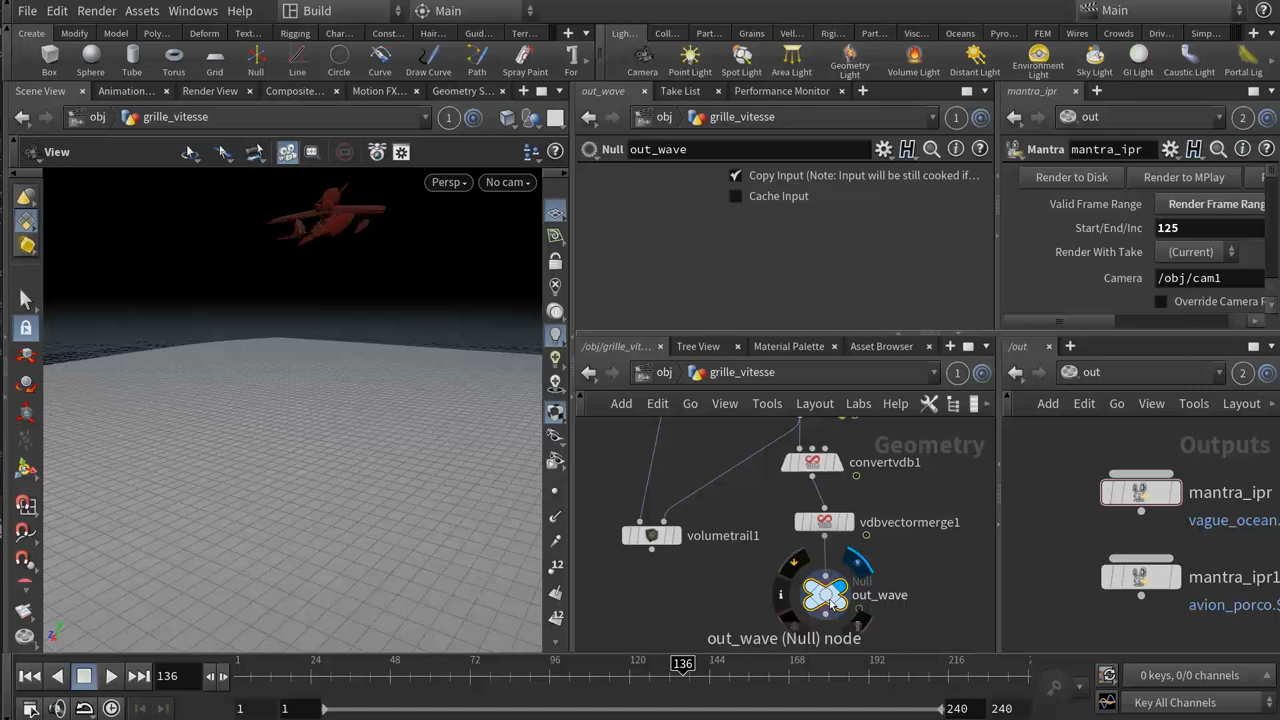 File Edit Render Assets Windows Help Build Main Main
Create Modify Model Poly... Deform Text... Rigging Char... Const... Hair... Guid... Terr... Ligh... Coll... Part... Grains Vell... Rigi... Part... Visc... Oceans Pyro... FEM Wires Crowds Driv... Simp...
Box Sphere Tube Torus Grid Null Line Circle Curve Draw Curve Path Spray Paint For Camera Point Light Spot Light Area Light Geometry Light Volume Light Distant Light Environment Light Sky Light GI Light Caustic Light Portal Lig
Scene View Animation... Render View Composite... Motion FX... Geometry S... out_wave Take List Performance Monitor mantra_ipr
obj grille_vitesse 1 obj grille_vitesse 1 out 2
View Null out_wave Mantra mantra_ipr
Persp No cam
Copy Input (Note: Input will be still cooked if...
Cache Input
Render to Disk Render to MPlay
Valid Frame Range Render Frame Rang
Start/End/Inc 125
Render With Take (Current)
Camera /obj/cam1
Override Camera R
/obj/grille_vit... Tree View Material Palette Asset Browser /out
obj grille_vitesse 1 out 2
Add Edit Go View Tools Layout Labs Help Add Edit Go View Tools Layout
Geometry Outputs
convertvdb1
mantra_ipr
vague_ocean.
vdbvectormerge1
volumetrail1
mantra_ipr1
avion_porco.$
Null
out_wave
out_wave (Null) node
12
12
z y
136 1 24 48 72 96 120 136 144 168 192 216 0 keys, 0/0 channels
1 1 240 240 Key All Channels